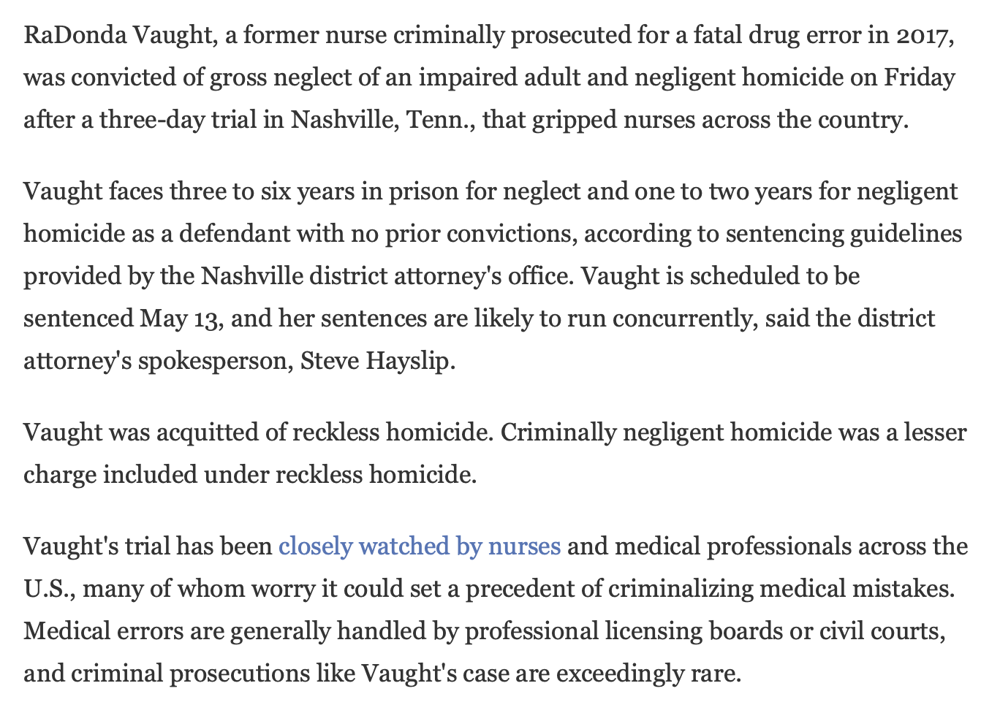 RaDonda Vaught, a former nurse criminally prosecuted for a fatal drug error in 2017,
was convicted of gross neglect of an impaired adult and negligent homicide on Friday
after a three-day trial in Nashville, Tenn., that gripped nurses across the country.
Vaught faces three to six years in prison for neglect and one to two years for negligent
homicide as a defendant with no prior convictions, according to sentencing guidelines
provided by the Nashville district attorney's office. Vaught is scheduled to be
sentenced May 13, and her sentences are likely to run concurrently, said the district
attorney's spokesperson, Steve Hayslip.
Vaught was acquitted of reckless homicide. Criminally negligent homicide was a lesser
charge included under reckless homicide.
Vaught's trial has been closely watched by nurses and medical professionals across the
U.S., many of whom worry it could set a precedent of criminalizing medical mistakes.
Medical errors are generally handled by professional licensing boards or civil courts,
and criminal prosecutions like Vaught's case are exceedingly rare.